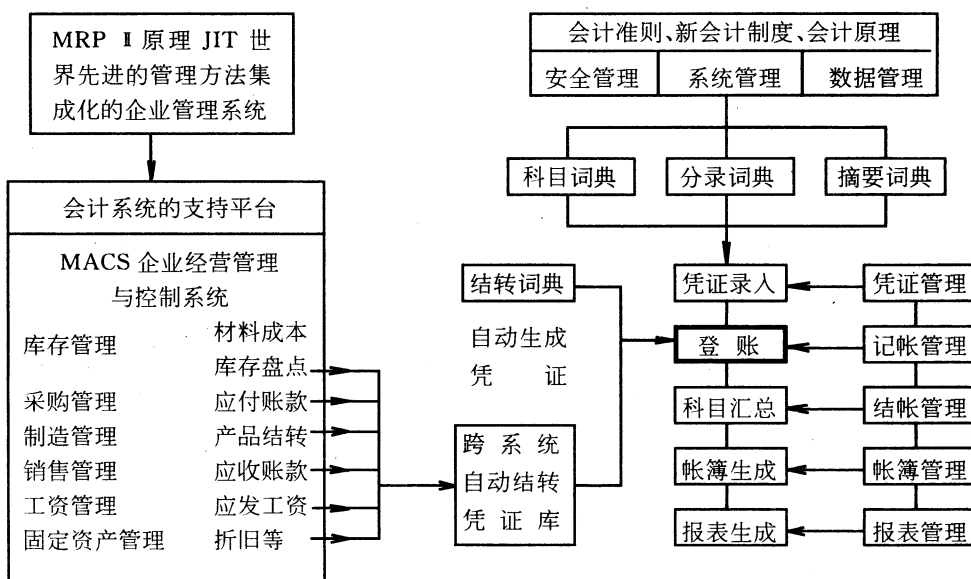 MRP Ⅱ 原理 JIT 世
界先进的管理方法集
成化的企业管理系统
会计系统的支持平台
MACS 企业经营管理
与控制系统
库存管理
材料成本
库存盘点
采购管理 应付账款
制造管理 产品结转
销售管理 应收账款
工资管理 应发工资
固定资产管理 折旧等
会计准则、新会计制度、会计原理
安全管理 系统管理 数据管理
科目词典 分录词典 摘要词典
结转词典
自动生成
凭证
跨系统
自动结转
凭证库
凭证录入 凭证管理
登账 记帐管理
科目汇总 结帐管理
帐簿生成 帐簿管理
报表生成 报表管理